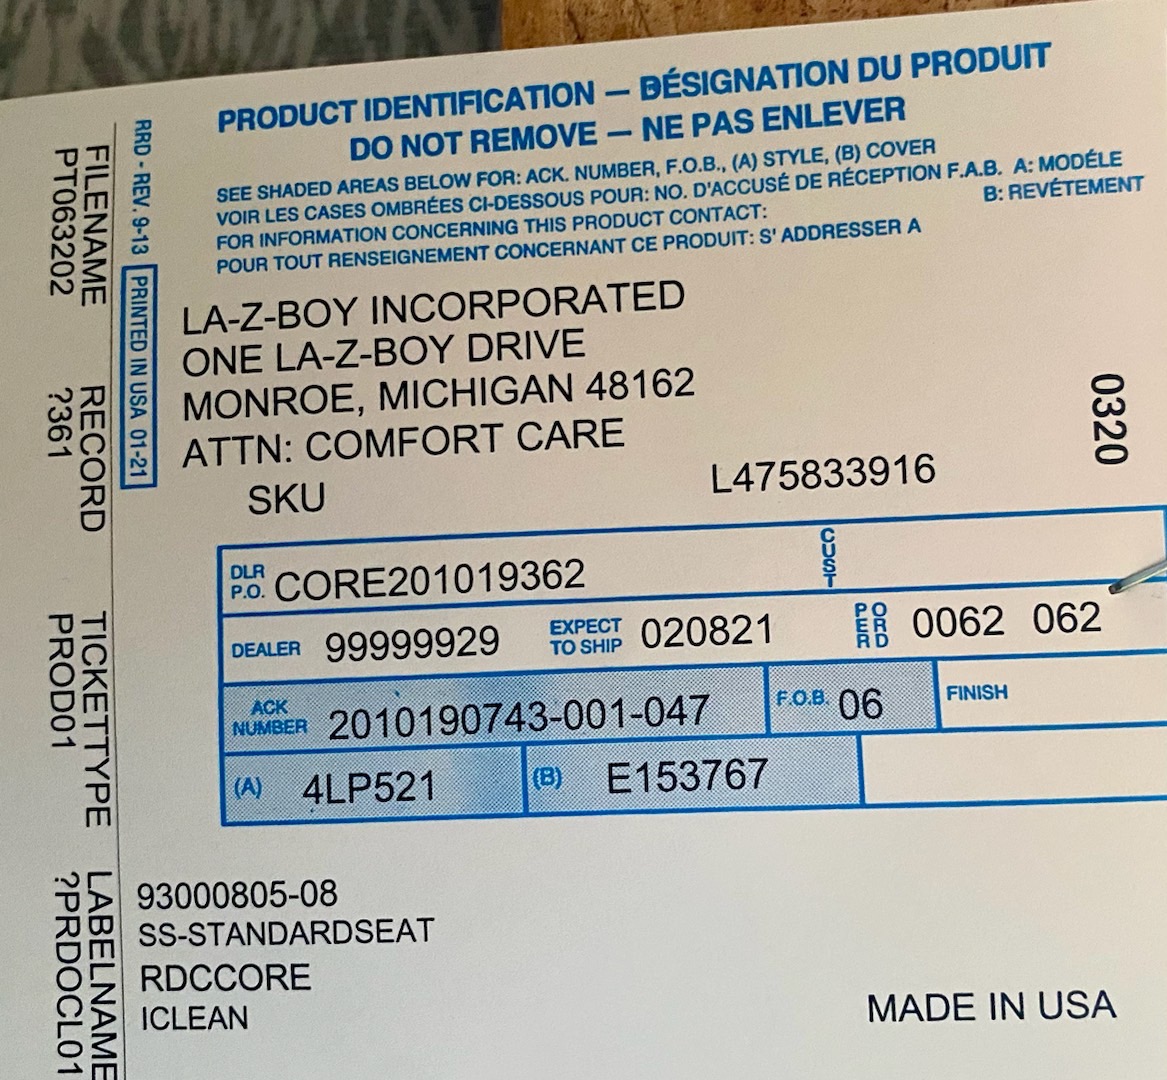 PRODUCT IDENTIFICATION — DÉSIGNATION DU PRODUIT
DO NOT REMOVE — NE PAS ENLEVER
SEE SHADED AREAS BELOW FOR: ACK. NUMBER, F.O.B., (A) STYLE, (B) COVER
VOIR LES CASES OMBRÉES CI-DESSOUS POUR: NO. D'ACCUSÉ DE RÉCEPTION F.A.B. A: MODÉLE
B: REVÉTEMENT
FOR INFORMATION CONCERNING THIS PRODUCT CONTACT:
POUR TOUT RENSEIGNEMENT CONCERNANT CE PRODUIT: S' ADDRESSER A
LA-Z-BOY INCORPORATED
ONE LA-Z-BOY DRIVE
MONROE, MICHIGAN 48162
ATTN: COMFORT CARE
SKU L475833916
0320
DLR P.O. CORE201019362 CUST
DEALER 99999929 EXPECT TO SHIP 020821 PER ORD 0062 062
ACK NUMBER 2010190743-001-047 F.O.B. 06 FINISH
(A) 4LP521 (B) E153767
93000805-08
SS-STANDARDSEAT
RDCCORE
ICLEAN
MADE IN USA
RRD - REV. 9-13 PRINTED IN USA 01-21
FILENAME RECORD TICKETTYPE LABELNAME
PT063202 ?361 PROD01 ?PRDOCL01